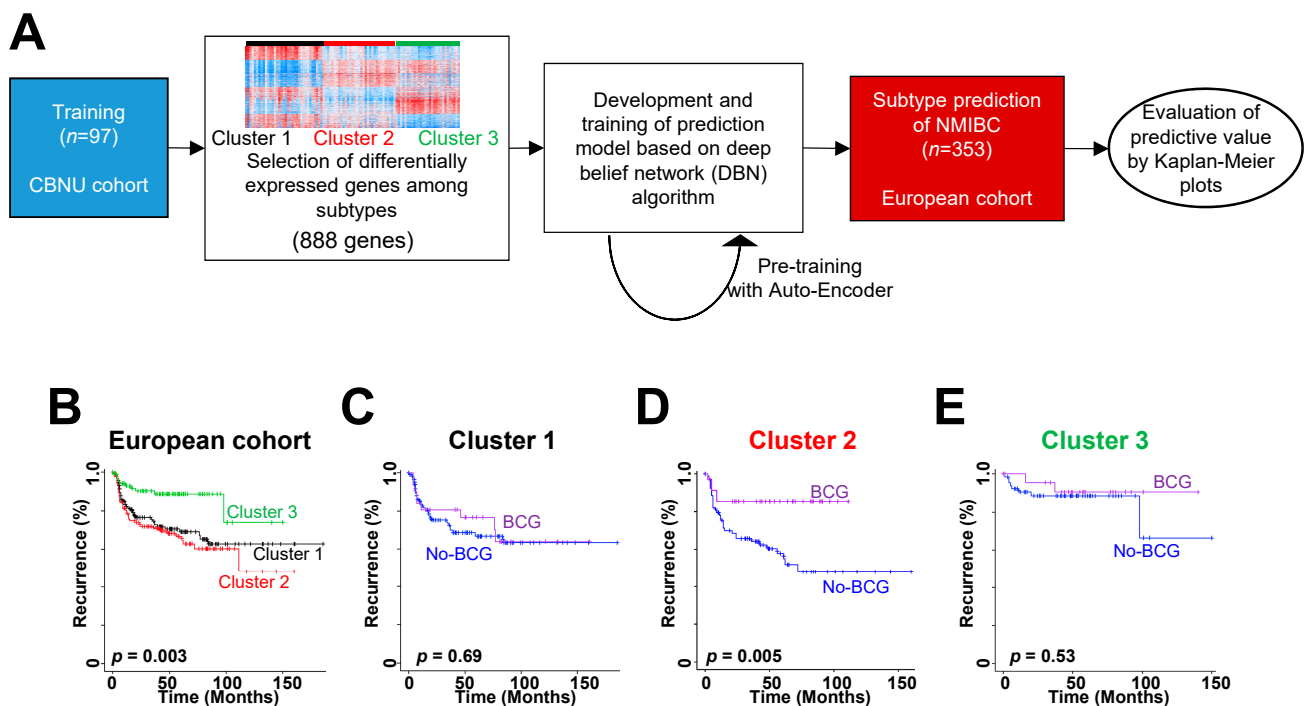 A
Training
(n=97)
CBNU cohort
Cluster 1 Cluster 2 Cluster 3
Selection of differentially
expressed genes among
subtypes
(888 genes)
Development and
training of prediction
model based on deep
belief network (DBN)
algorithm
Pre-training
with Auto-Encoder
Subtype prediction
of NMIBC
(n=353)
European cohort
Evaluation of
predictive value
by Kaplan-Meier
plots
B
European cohort
Recurrence (%)
1.0
0
Cluster 3
Cluster 1
Cluster 2
p = 0.003
0 50 100 150
Time (Months)
C
Cluster 1
Recurrence (%)
1.0
0
BCG
No-BCG
p = 0.69
0 50 100 150
Time (Months)
D
Cluster 2
Recurrence (%)
1.0
0
BCG
No-BCG
p = 0.005
0 50 100 150
Time (Months)
E
Cluster 3
Recurrence (%)
1.0
0
BCG
No-BCG
p = 0.53
0 50 100 150
Time (Months)